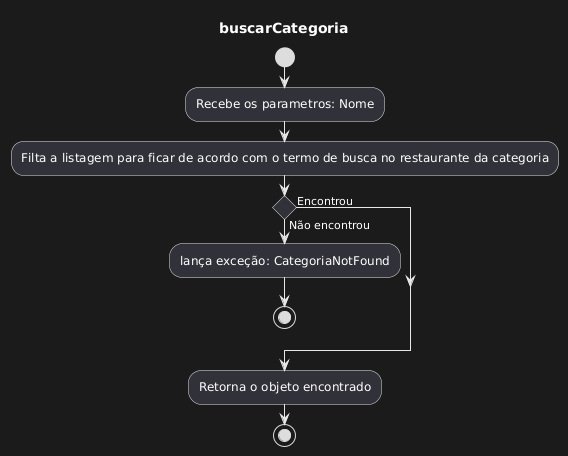 buscarCategoria
Recebe os parametros: Nome
Filta a listagem para ficar de acordo com o termo de busca no restaurante da categoria
Encontrou
Não encontrou
lança exceção: CategoriaNotFound
Retorna o objeto encontrado